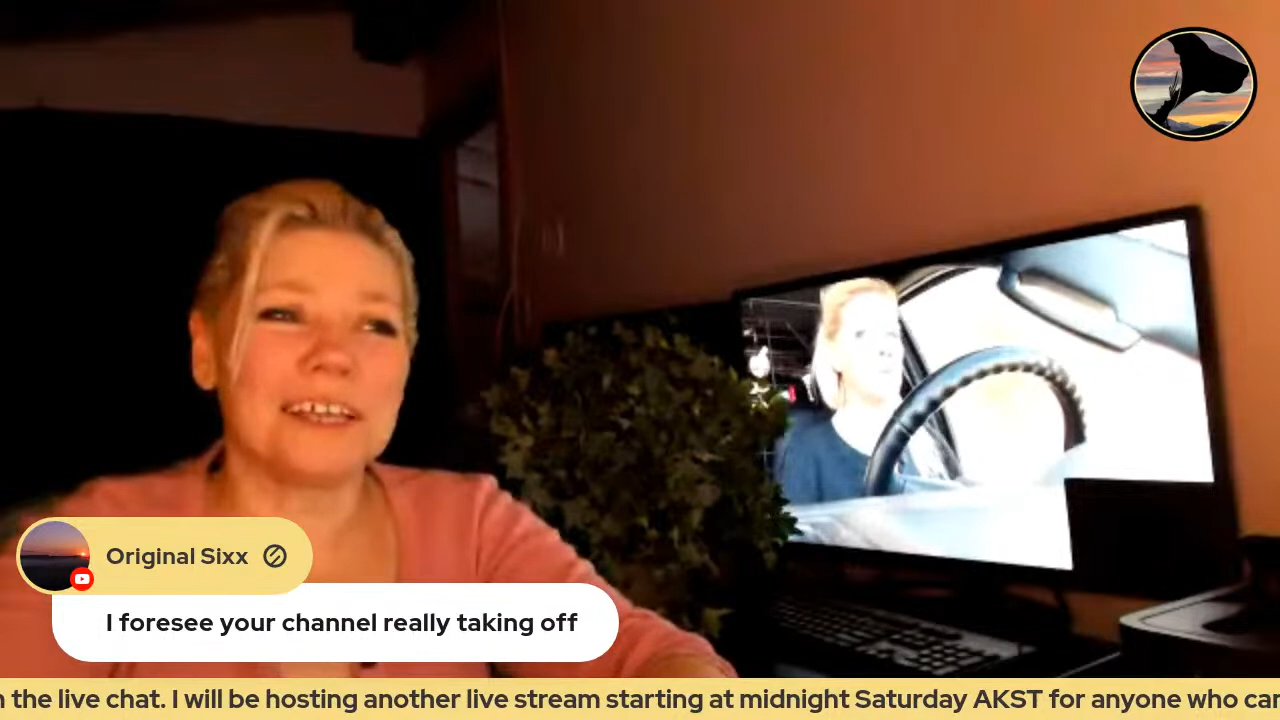 Original Sixx
I foresee your channel really taking off
the live chat. I will be hosting another live stream starting at midnight Saturday AKST for anyone who